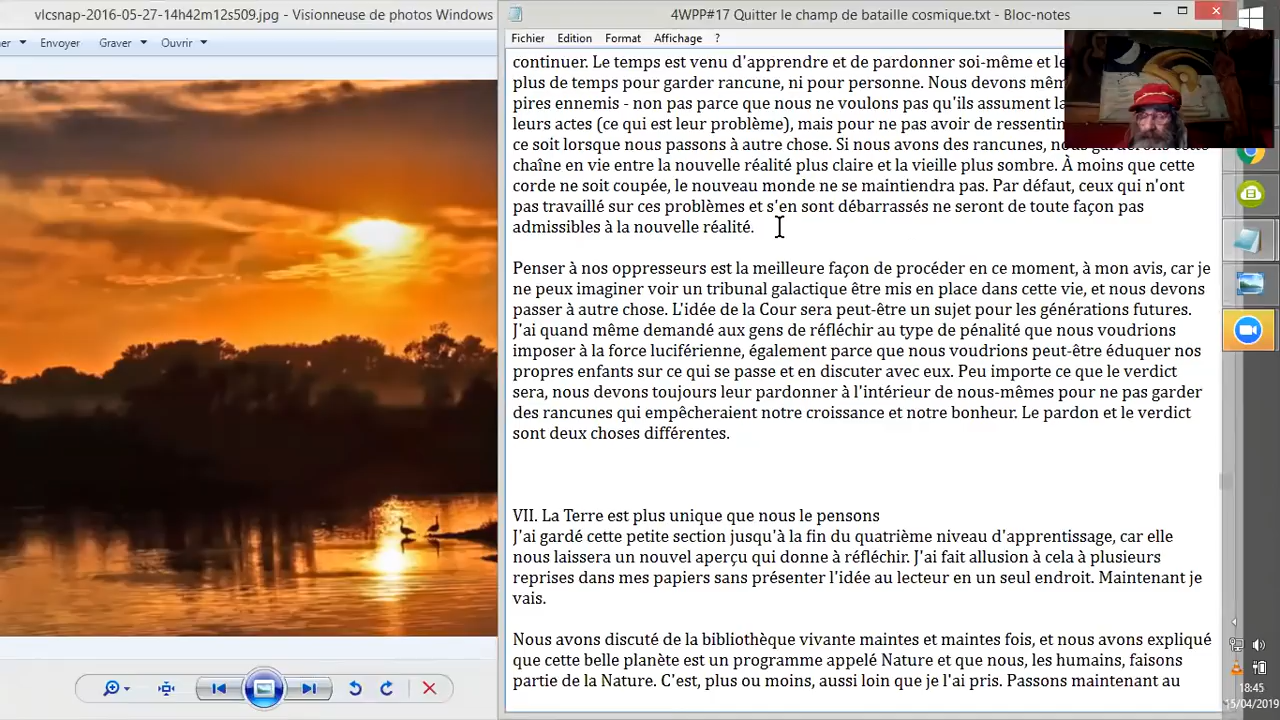 vlcsnap-2016-05-27-14h42m12s509.jpg - Visionneuse de photos Windows
4WPP#17 Quitter le champ de bataille cosmique.txt - Bloc-notes
Envoyer Graver Ouvrir
Fichier Edition Format Affichage ?
continuer. Le temps est venu d'apprendre et de pardonner soi-même et
plus de temps pour garder rancune, ni pour personne. Nous devons
pires ennemis - non pas parce que nous ne voulons pas qu'ils assument
leurs actes (ce qui est leur problème), mais pour ne pas avoir de
ce soit lorsque nous passons à autre chose. Si nous avons des rancunes,
chaîne en vie entre la nouvelle réalité plus claire et la vieille plus sombre. À moins que cette
corde ne soit coupée, le nouveau monde ne se maintiendra pas. Par défaut, ceux qui n'ont
pas travaillé sur ces problèmes et s'en sont débarrassés ne seront de toute façon pas
admissibles à la nouvelle réalité.
Penser à nos oppresseurs est la meilleure façon de procéder en ce moment, à mon avis, car je
ne peux imaginer voir un tribunal galactique être mis en place dans cette vie, et nous devons
passer à autre chose. L'idée de la Cour sera peut-être un sujet pour les générations futures.
J'ai quand même demandé aux gens de réfléchir au type de pénalité que nous voudrions
imposer à la force luciférienne, également parce que nous voudrions peut-être éduquer nos
propres enfants sur ce qui se passe et en discuter avec eux. Peu importe ce que le verdict
sera, nous devons toujours leur pardonner à l'intérieur de nous-mêmes pour ne pas garder
des rancunes qui empêcheraient notre croissance et notre bonheur. Le pardon et le verdict
sont deux choses différentes.
VII. La Terre est plus unique que nous le pensons
J'ai gardé cette petite section jusqu'à la fin du quatrième niveau d'apprentissage, car elle
nous laissera un nouvel aperçu qui donne à réfléchir. J'ai fait allusion à cela à plusieurs
reprises dans mes papiers sans présenter l'idée au lecteur en un seul endroit. Maintenant je
vais.
Nous avons discuté de la bibliothèque vivante maintes et maintes fois, et nous avons expliqué
que cette belle planète est un programme appelé Nature et que nous, les humains, faisons
partie de la Nature. C'est, plus ou moins, aussi loin que je l'ai pris. Passons maintenant au
18:45
15/04/2019